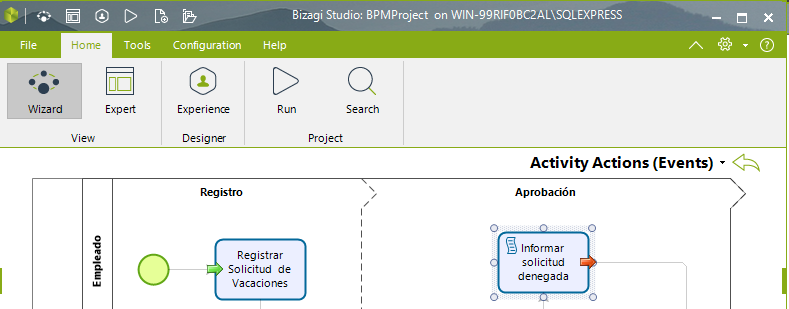 Bizagi Studio: BPMProject on WIN-99RIF0BC2AL\SQLEXPRESS
File Home Tools Configuration Help
Wizard Expert Experience Run Search
View Designer Project
Activity Actions (Events)
Registro Aprobación
Empleado
Registrar
Solicitud de
Vacaciones
Informar
solicitud
denegada